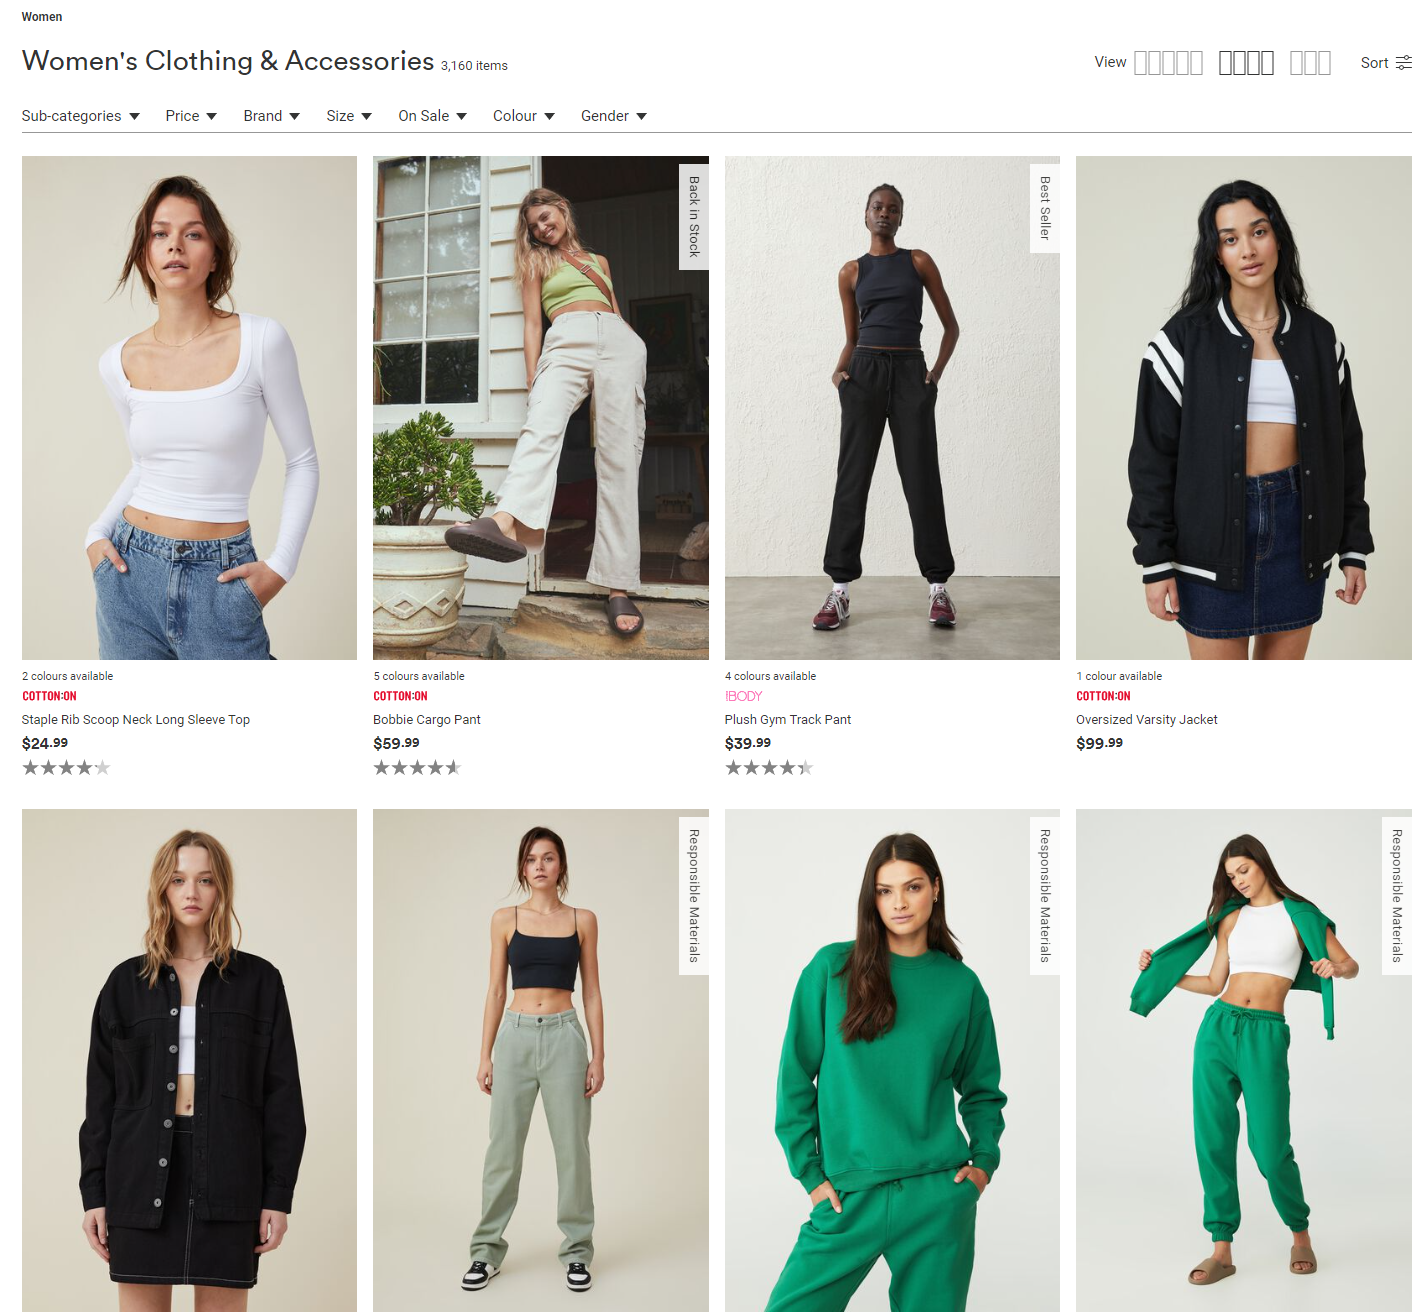 Women
Women's Clothing & Accessories 3,160 items
View
Sort
Sub-categories
Price
Brand
Size
On Sale
Colour
Gender
Back in Stock
Best Seller
2 colours available
COTTON:ON
Staple Rib Scoop Neck Long Sleeve Top
$24.99
5 colours available
COTTON:ON
Bobbie Cargo Pant
$59.99
4 colours available
:BODY
Plush Gym Track Pant
$39.99
1 colour available
COTTON:ON
Oversized Varsity Jacket
$99.99
Responsible Materials
Responsible Materials
Responsible Materials